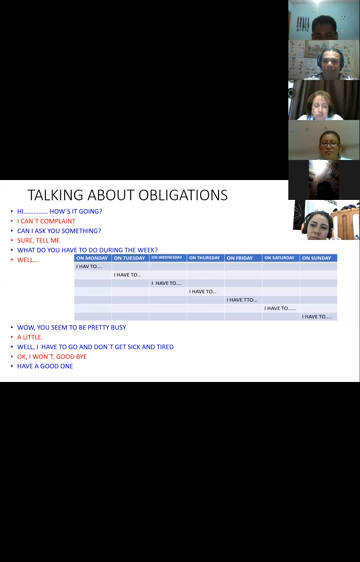 TALKING ABOUT OBLIGATIONS
• HI.............. HOW´S IT GOING?
• I CAN´T COMPLAINT
• CAN I ASK YOU SOMETHING?
• SURE, TELL ME
• WHAT DO YOU HAVE TO DO DURING THE WEEK?
• WELL....
ON MONDAY ON TUESDAY ON WEDNESDAY ON THURSDAY ON FRIDAY ON SATURDAY ON SUNDAY
I HAV TO....
I HAVE TO...
I HAVE TO....
I HAVE TO...
I HAVE TTO...
I HAVE TO......
I HAVE TO.....
• WOW, YOU SEEM TO BE PRETTY BUSY
• A LITTLE.
• WELL, I HAVE TO GO AND DON´T GET SICK AND TIRED
• OK, I WON´T. GOOD BYE
• HAVE A GOOD ONE